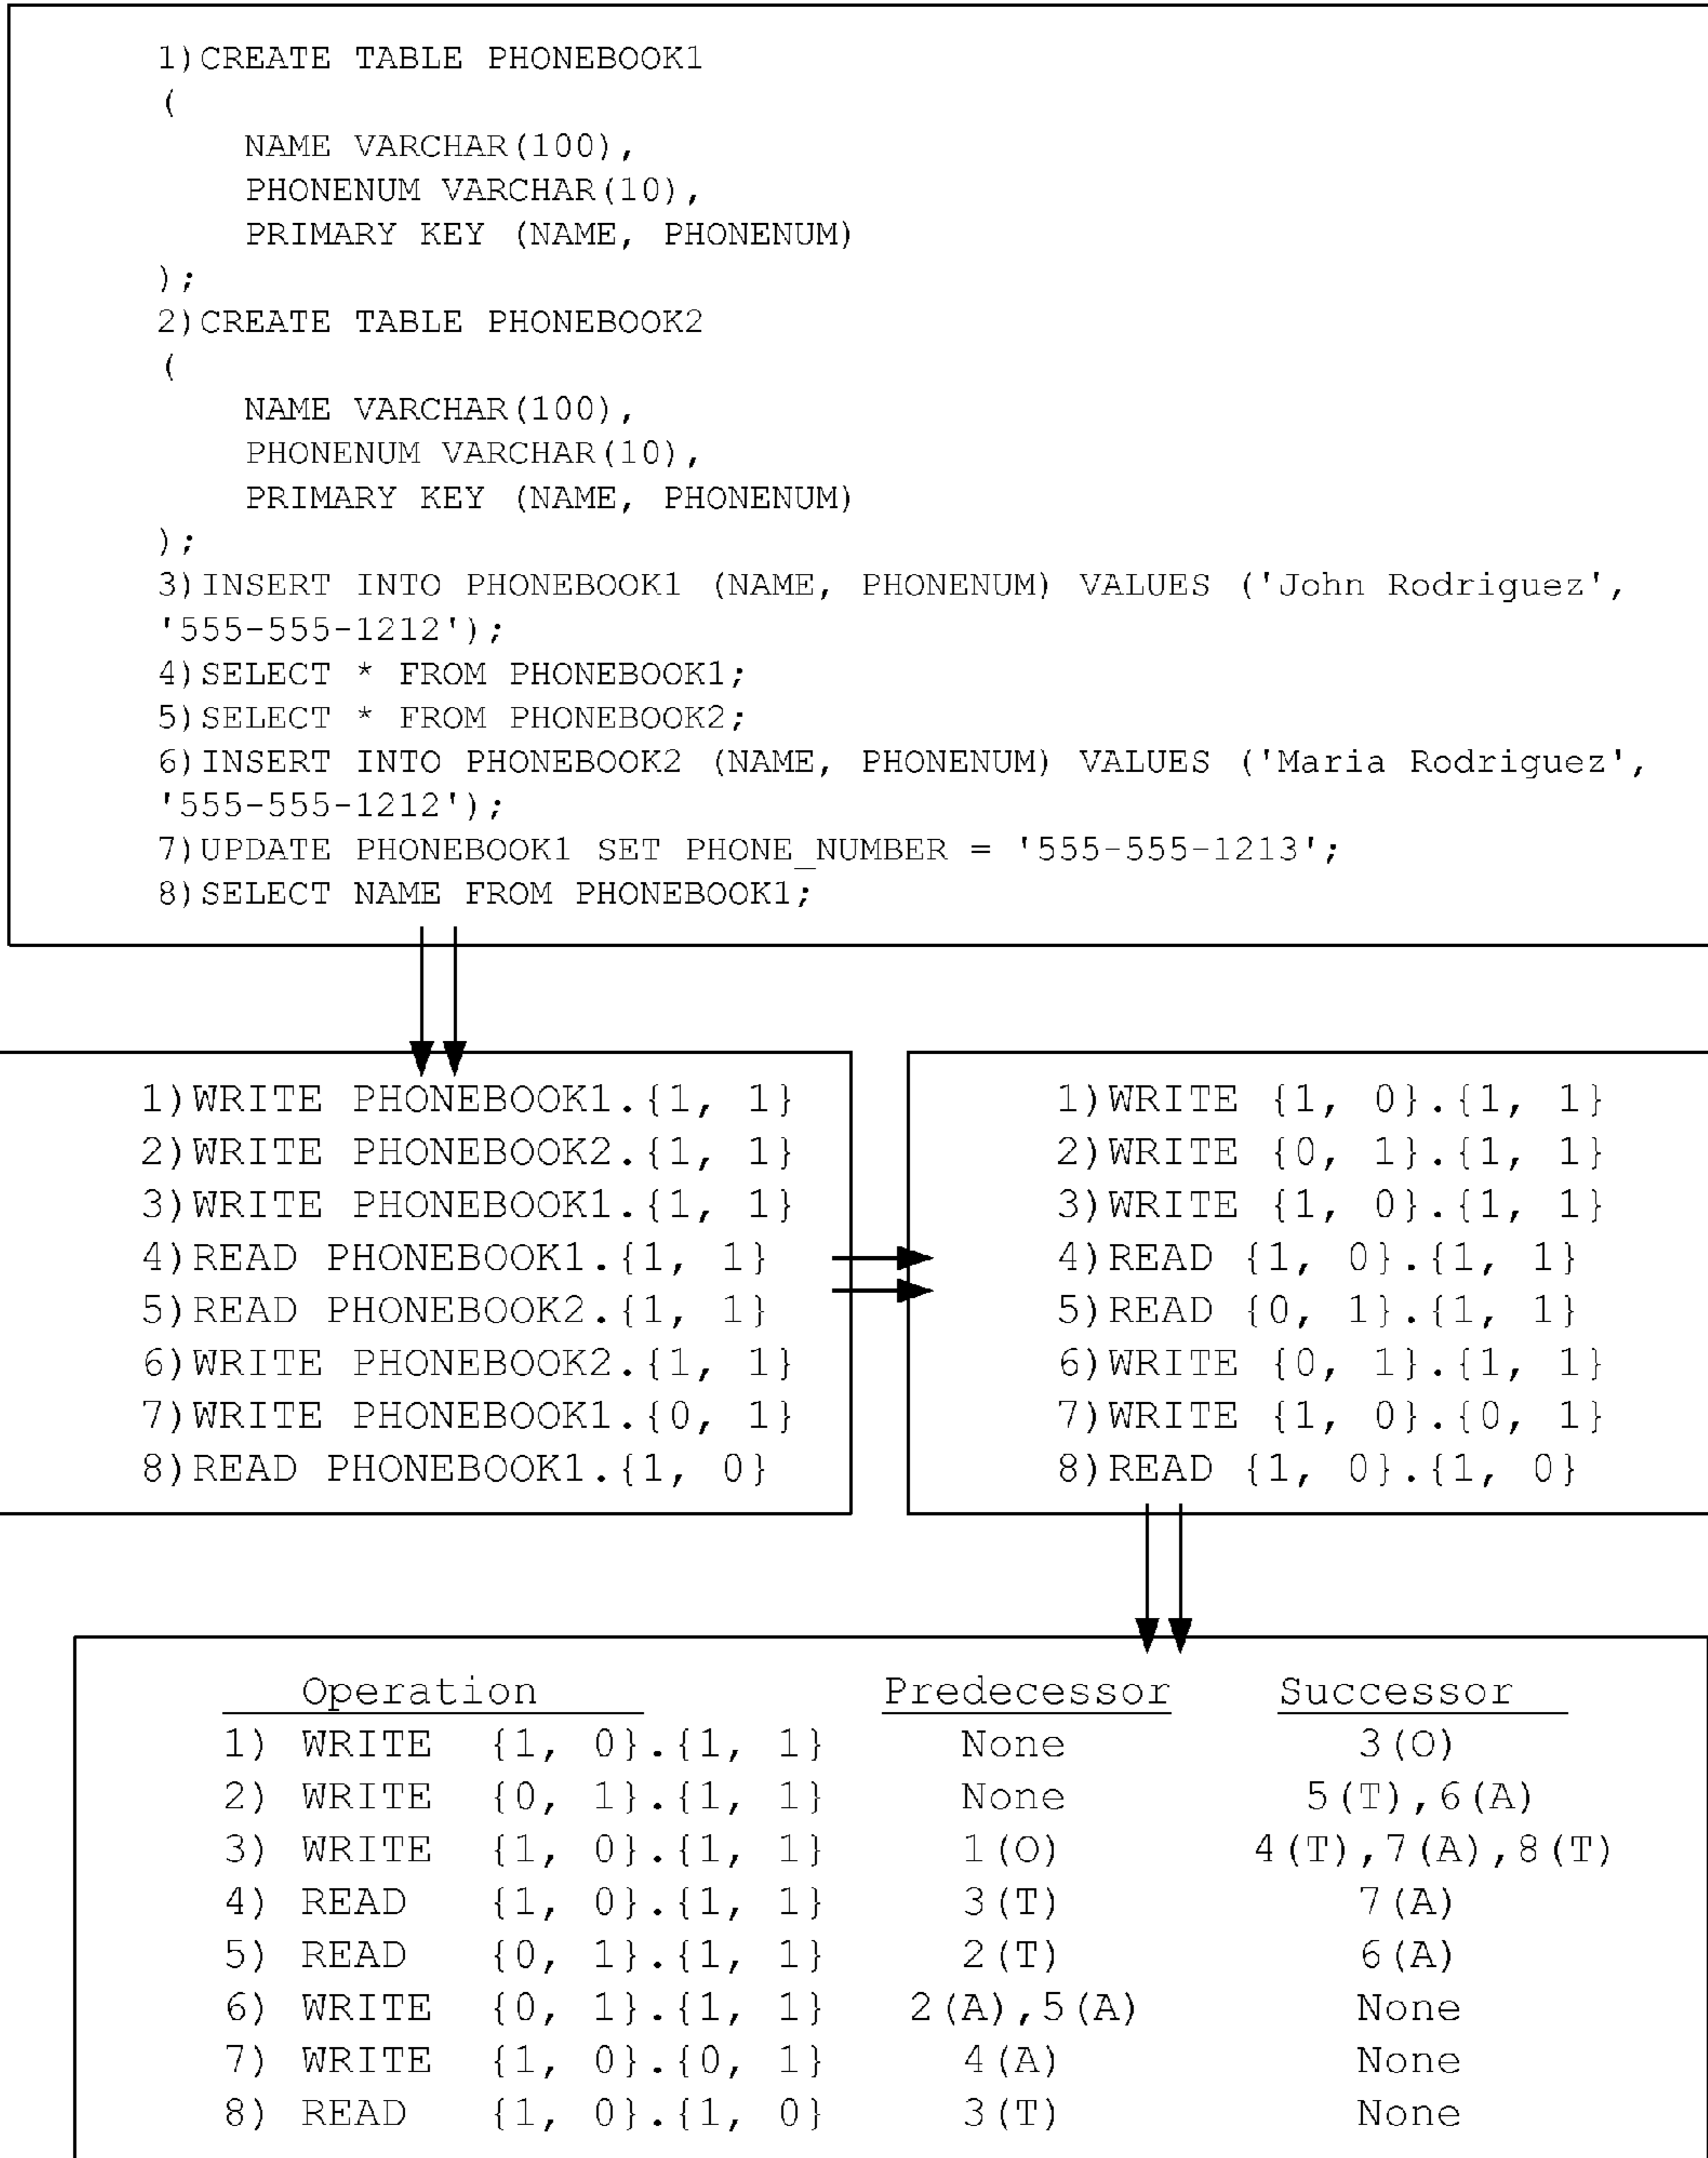 1)CREATE TABLE PHONEBOOK1
(
NAME VARCHAR(100),
PHONENUM VARCHAR(10),
PRIMARY KEY (NAME, PHONENUM)
);
2)CREATE TABLE PHONEBOOK2
(
NAME VARCHAR(100),
PHONENUM VARCHAR(10),
PRIMARY KEY (NAME, PHONENUM)
);
3)INSERT INTO PHONEBOOK1 (NAME, PHONENUM) VALUES ('John Rodriguez',
'555-555-1212');
4)SELECT * FROM PHONEBOOK1;
5)SELECT * FROM PHONEBOOK2;
6)INSERT INTO PHONEBOOK2 (NAME, PHONENUM) VALUES ('Maria Rodriguez',
'555-555-1212');
7)UPDATE PHONEBOOK1 SET PHONE_NUMBER = '555-555-1213';
8)SELECT NAME FROM PHONEBOOK1;
1)WRITE PHONEBOOK1.{1, 1}
2)WRITE PHONEBOOK2.{1, 1}
3)WRITE PHONEBOOK1.{1, 1}
4)READ PHONEBOOK1.{1, 1}
5)READ PHONEBOOK2.{1, 1}
6)WRITE PHONEBOOK2.{1, 1}
7)WRITE PHONEBOOK1.{0, 1}
8)READ PHONEBOOK1.{1, 0}
1)WRITE {1, 0}.{1, 1}
2)WRITE {0, 1}.{1, 1}
3)WRITE {1, 0}.{1, 1}
4)READ {1, 0}.{1, 1}
5)READ {0, 1}.{1, 1}
6)WRITE {0, 1}.{1, 1}
7)WRITE {1, 0}.{0, 1}
8)READ {1, 0}.{1, 0}
Operation Predecessor Successor
1) WRITE {1, 0}.{1, 1} None 3(O)
2) WRITE {0, 1}.{1, 1} None 5(T),6(A)
3) WRITE {1, 0}.{1, 1} 1(O) 4(T),7(A),8(T)
4) READ {1, 0}.{1, 1} 3(T) 7(A)
5) READ {0, 1}.{1, 1} 2(T) 6(A)
6) WRITE {0, 1}.{1, 1} 2(A),5(A) None
7) WRITE {1, 0}.{0, 1} 4(A) None
8) READ {1, 0}.{1, 0} 3(T) None